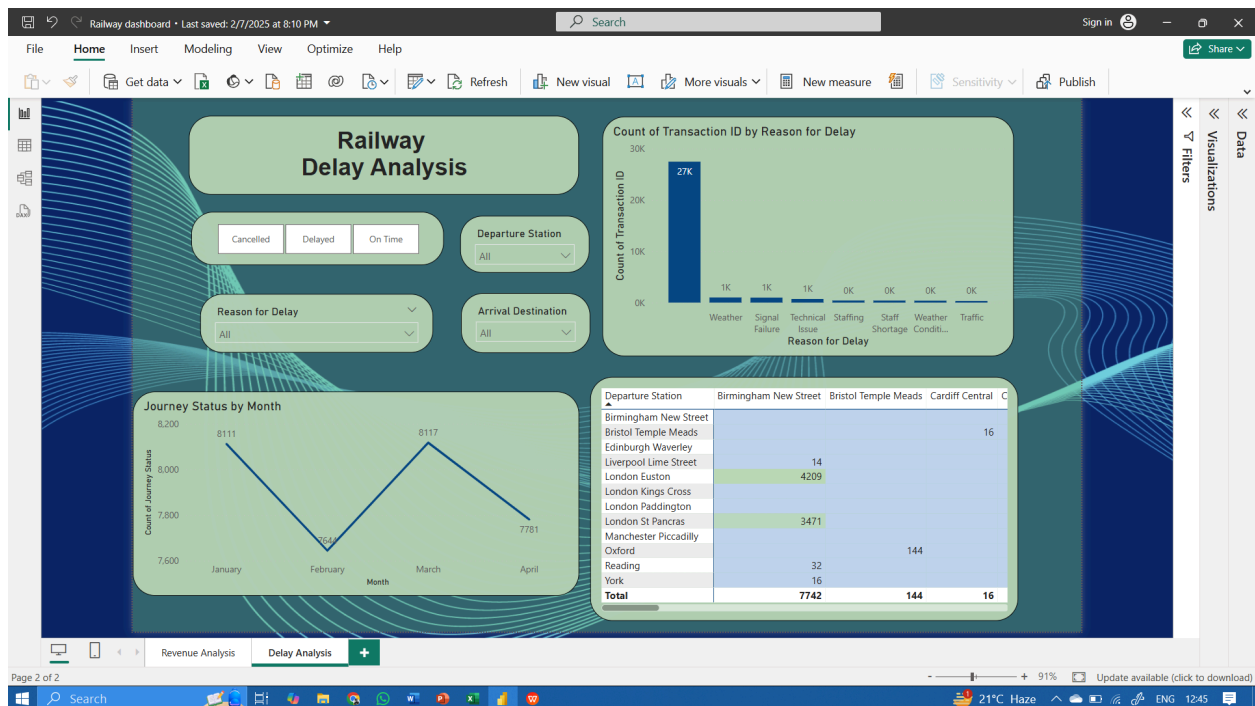 Railway dashboard • Last saved: 2/7/2025 at 8:10 PM
Search
Sign in
File Home Insert Modeling View Optimize Help
Share
Get data
Refresh
New visual
More visuals
New measure
Sensitivity
Publish
Railway
Delay Analysis
Cancelled Delayed On Time
Departure Station
All
Reason for Delay
All
Arrival Destination
All
Count of Transaction ID by Reason for Delay
Count of Transaction ID
30K
20K
10K
0K
27K
1K 1K 1K 0K 0K 0K 0K
Weather
Signal Failure
Technical Issue
Staffing
Staff Shortage
Weather Conditi...
Traffic
Reason for Delay
Filters
Visualizations
Data
Journey Status by Month
Count of Journey Status
8,200
8,000
7,800
7,600
8111
7644
8117
7781
January February March April
Month
Departure Station Birmingham New Street Bristol Temple Meads Cardiff Central C
Birmingham New Street
Bristol Temple Meads 16
Edinburgh Waverley
Liverpool Lime Street 14
London Euston 4209
London Kings Cross
London Paddington
London St Pancras 3471
Manchester Piccadilly
Oxford 144
Reading 32
York 16
Total 7742 144 16
Revenue Analysis
Delay Analysis
+
Page 2 of 2
- + 91%
Update available (click to download)
Search
21°C Haze
ENG 12:45